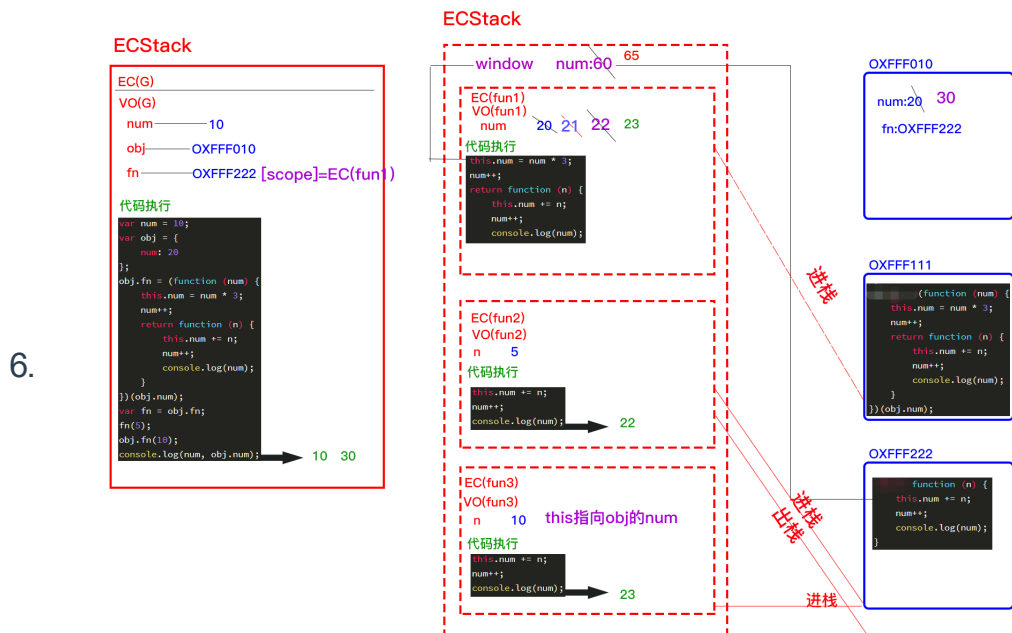 6.
ECStack
EC(G)
VO(G)
num 10
obj OXFFF010
fn OXFFF222 [scope]=EC(fun1)
代码执行
var num = 10;
var obj = {
num: 20
};
obj.fn = (function (num) {
this.num = num * 3;
num++;
return function (n) {
this.num += n;
num++;
console.log(num);
}
})(obj.num);
var fn = obj.fn;
fn(5);
obj.fn(10);
console.log(num, obj.num);
10 30
ECStack
window num:60 65
EC(fun1)
VO(fun1)
num 20 21 22 23
代码执行
this.num = num * 3;
num++;
return function (n) {
this.num += n;
num++;
console.log(num);
EC(fun2)
VO(fun2)
n 5
代码执行
this.num += n;
num++;
console.log(num);
22
EC(fun3)
VO(fun3)
n 10 this指向obj的num
代码执行
this.num += n;
num++;
console.log(num);
23
进栈
进栈
出栈
进栈
OXFFF010
num:20 30
fn:OXFFF222
OXFFF111
(function (num) {
this.num = num * 3;
num++;
return function (n) {
this.num += n;
num++;
console.log(num);
}
})(obj.num);
OXFFF222
function (n) {
this.num += n;
num++;
console.log(num);
}